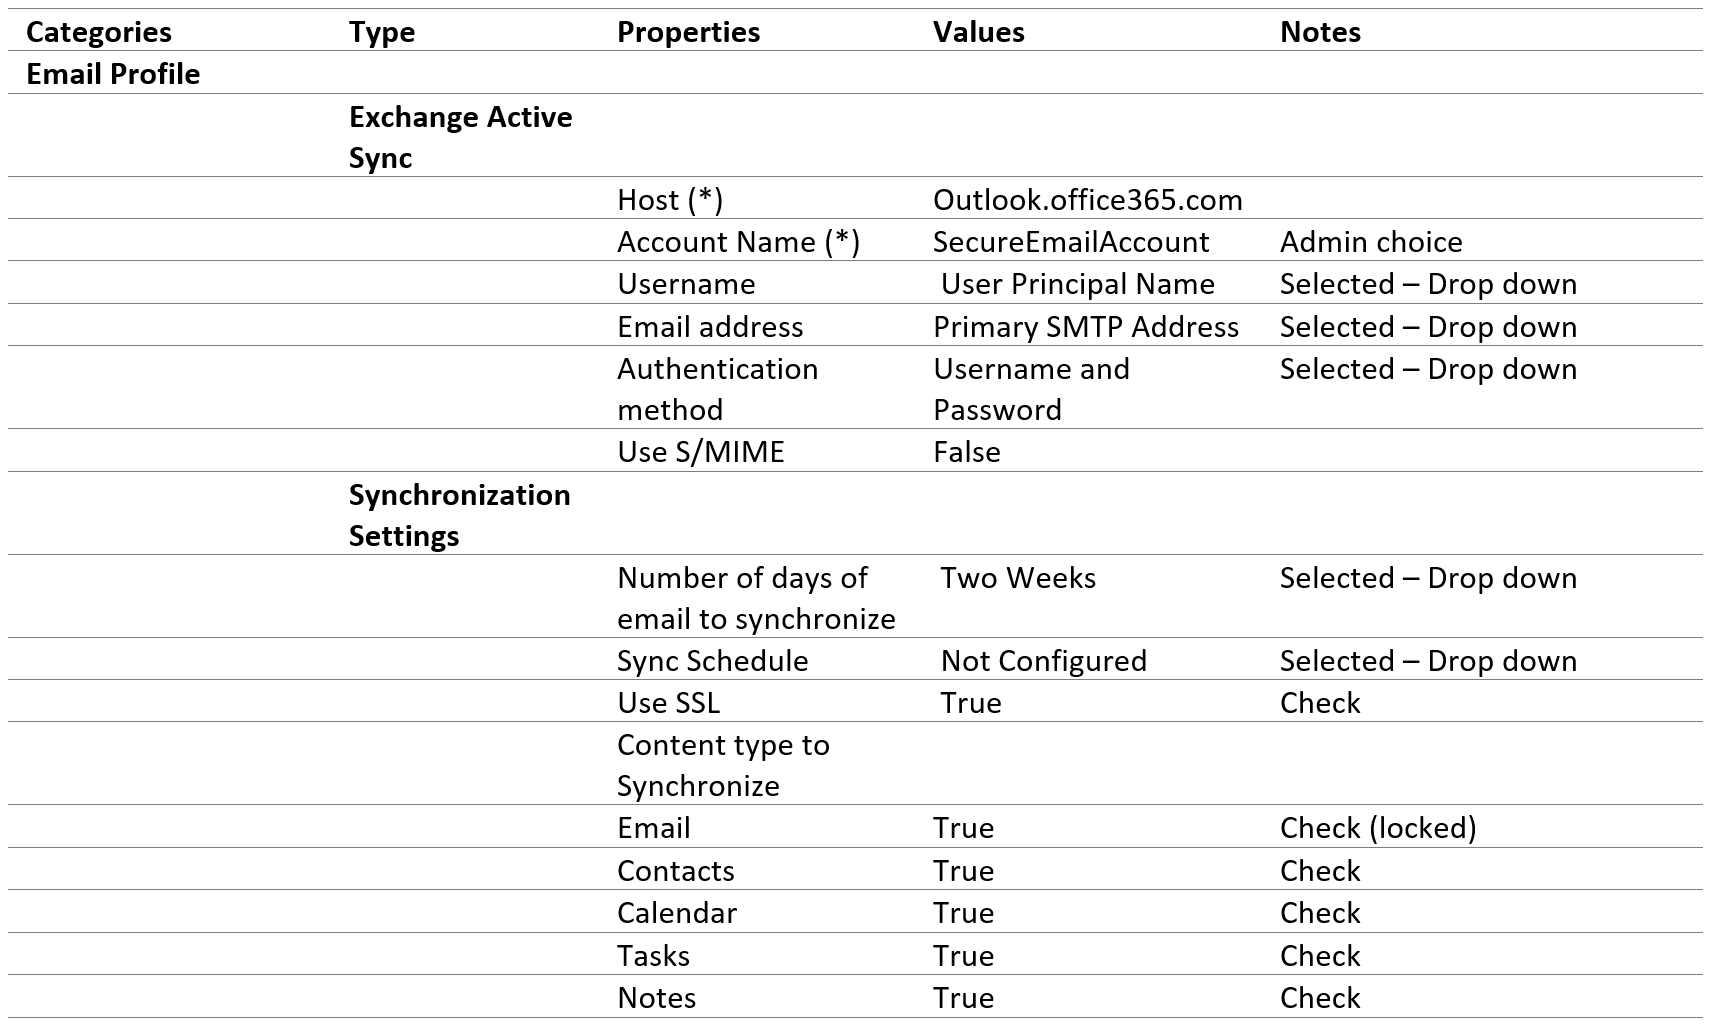 Categories Type Properties Values Notes
Email Profile
Exchange Active
Sync
Host (*) Outlook.office365.com
Account Name (*) SecureEmailAccount Admin choice
Username User Principal Name Selected – Drop down
Email address Primary SMTP Address Selected – Drop down
Authentication Username and Selected – Drop down
method Password
Use S/MIME False
Synchronization
Settings
Number of days of Two Weeks Selected – Drop down
email to synchronize
Sync Schedule Not Configured Selected – Drop down
Use SSL True Check
Content type to
Synchronize
Email True Check (locked)
Contacts True Check
Calendar True Check
Tasks True Check
Notes True Check